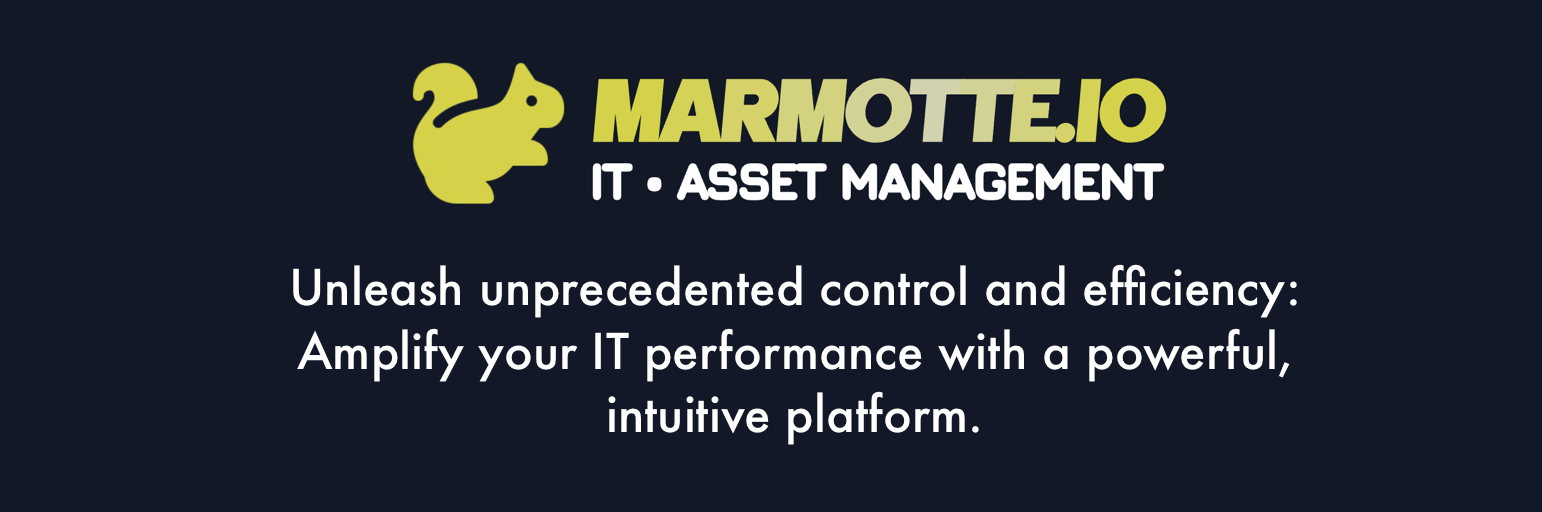 MARMOTTE.IO
IT • ASSET MANAGEMENT
Unleash unprecedented control and efficiency:
Amplify your IT performance with a powerful,
intuitive platform.